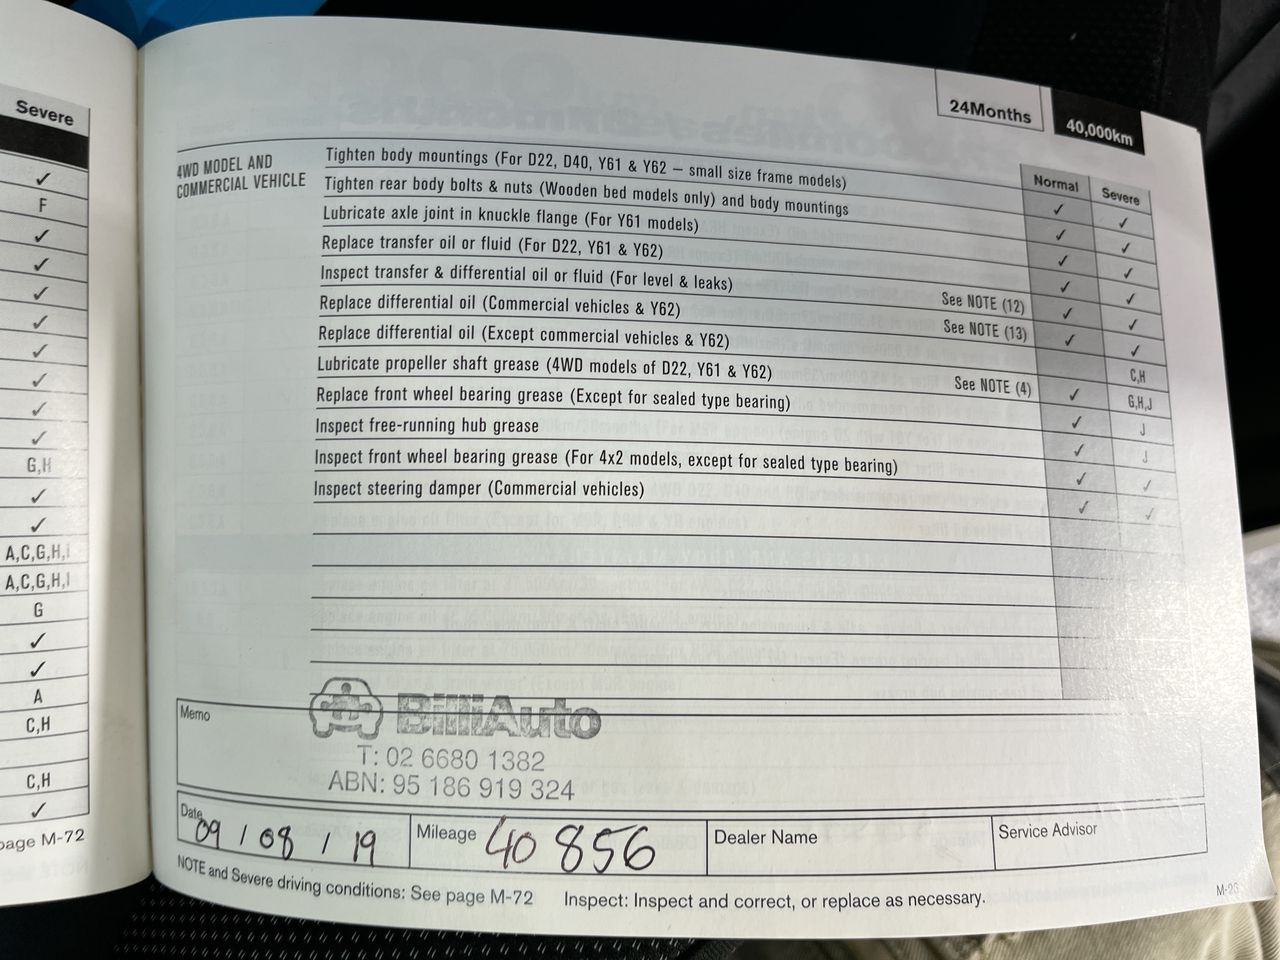 Severe
✓
F
✓
✓
✓
✓
✓
✓
✓
✓
G,H
✓
✓
A,C,G,H,I
A,C,G,H,I
G
✓
✓
A
C,H
C,H
✓
page M-72
24Months
40,000km
Normal Severe
4WD MODEL AND
COMMERCIAL VEHICLE
Tighten body mountings (For D22, D40, Y61 & Y62 – small size frame models) ✓ ✓
Tighten rear body bolts & nuts (Wooden bed models only) and body mountings ✓ ✓
Lubricate axle joint in knuckle flange (For Y61 models) ✓ ✓
Replace transfer oil or fluid (For D22, Y61 & Y62) ✓ ✓
Inspect transfer & differential oil or fluid (For level & leaks) See NOTE (12) ✓ ✓
Replace differential oil (Commercial vehicles & Y62) See NOTE (13) ✓ ✓
Replace differential oil (Except commercial vehicles & Y62) C,H
Lubricate propeller shaft grease (4WD models of D22, Y61 & Y62) See NOTE (4) ✓ G,H,J
Replace front wheel bearing grease (Except for sealed type bearing) ✓ J
Inspect free-running hub grease ✓ J
Inspect front wheel bearing grease (For 4x2 models, except for sealed type bearing) ✓ ✓
Inspect steering damper (Commercial vehicles) ✓ ✓
Memo
BilliAuto
T: 02 6680 1382
ABN: 95 186 919 324
Date 09 / 08 / 19 Mileage 40 856 Dealer Name Service Advisor
NOTE and Severe driving conditions: See page M-72 Inspect: Inspect and correct, or replace as necessary.